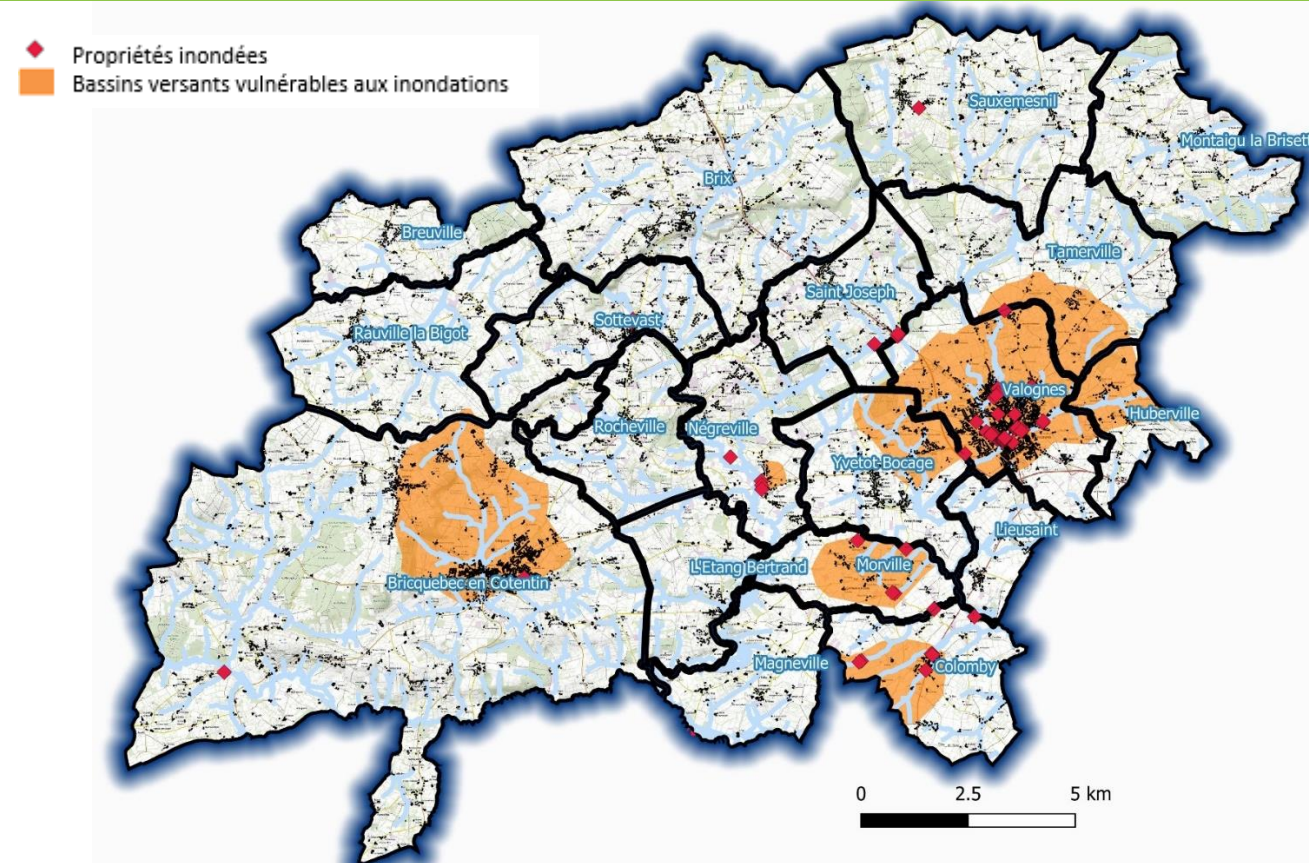 Propriétés inondées
Bassins versants vulnérables aux inondations
Sauxemesnil
Montaigu la Brisett
Brix
Breuville
Tamerville
Saint Joseph
Sottevast
Rauville la Bigot
Valognes
Huberville
Rocheville
Négreville
Yvetot-Bocage
Lieusaint
L'Etang Bertrand
Morville
Bricquebec en Cotentin
Magneville
Colomby
0 2.5 5 km